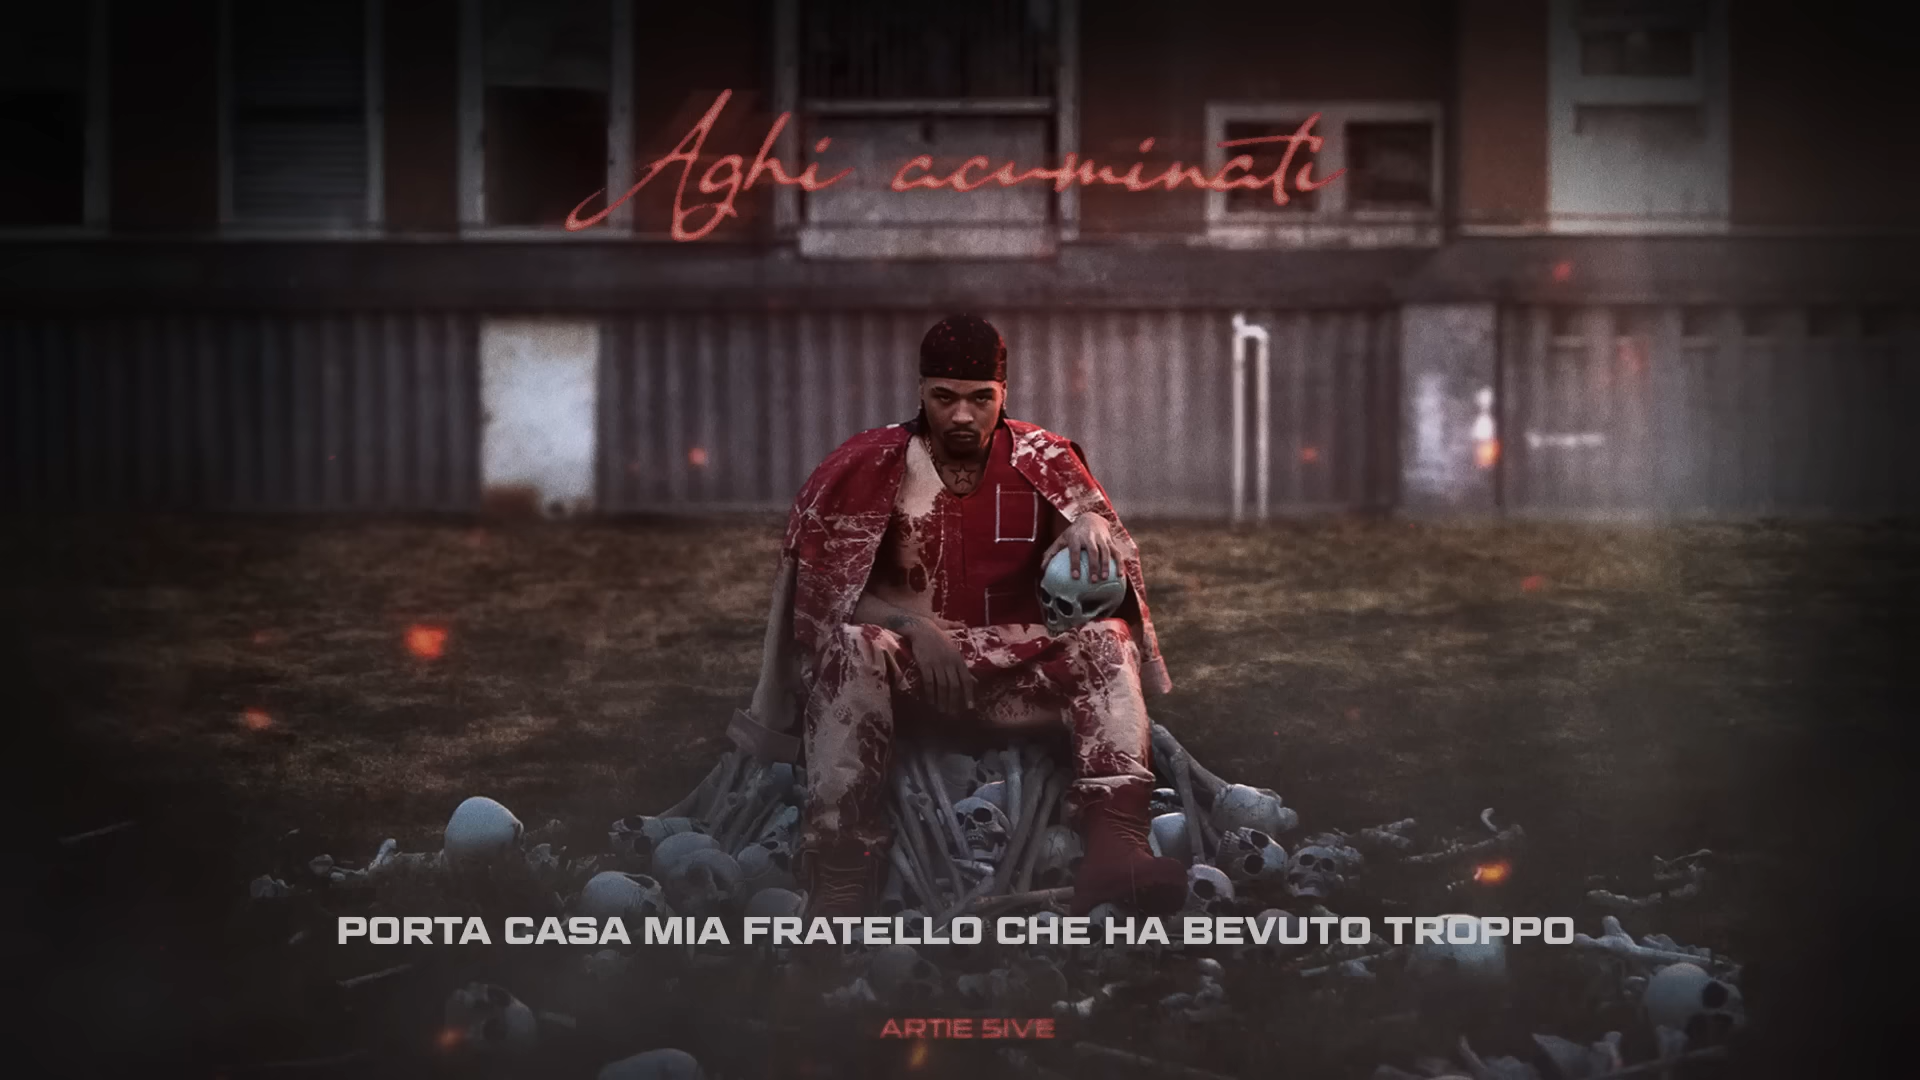 Aghi acuminati
PORTA CASA MIA FRATELLO CHE HA BEVUTO TROPPO
ARTIE 5IVE